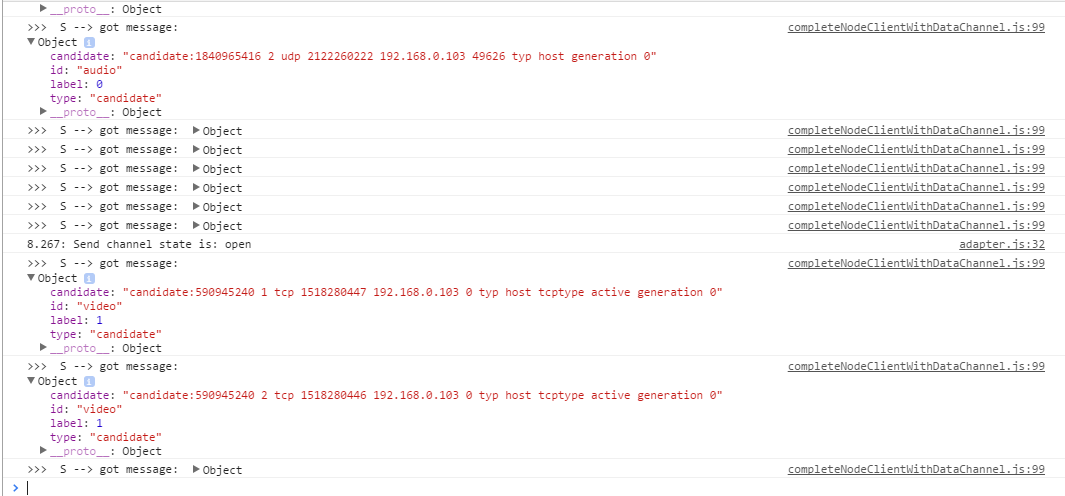 ▶__proto__: Object
>>>  S --> got message: completeNodeClientWithDataChannel.js:99
▼Object i
candidate: "candidate:1840965416 2 udp 2122260222 192.168.0.103 49626 typ host generation 0"
id: "audio"
label: 0
type: "candidate"
▶__proto__: Object
>>>  S --> got message:  ▶Object completeNodeClientWithDataChannel.js:99
>>>  S --> got message:  ▶Object completeNodeClientWithDataChannel.js:99
>>>  S --> got message:  ▶Object completeNodeClientWithDataChannel.js:99
>>>  S --> got message:  ▶Object completeNodeClientWithDataChannel.js:99
>>>  S --> got message:  ▶Object completeNodeClientWithDataChannel.js:99
>>>  S --> got message:  ▶Object completeNodeClientWithDataChannel.js:99
8.267: Send channel state is: open adapter.js:32
>>>  S --> got message: completeNodeClientWithDataChannel.js:99
▼Object i
candidate: "candidate:590945240 1 tcp 1518280447 192.168.0.103 0 typ host tcptype active generation 0"
id: "video"
label: 1
type: "candidate"
▶__proto__: Object
>>>  S --> got message: completeNodeClientWithDataChannel.js:99
▼Object i
candidate: "candidate:590945240 2 tcp 1518280446 192.168.0.103 0 typ host tcptype active generation 0"
id: "video"
label: 1
type: "candidate"
▶__proto__: Object
>>>  S --> got message:  ▶Object completeNodeClientWithDataChannel.js:99
>